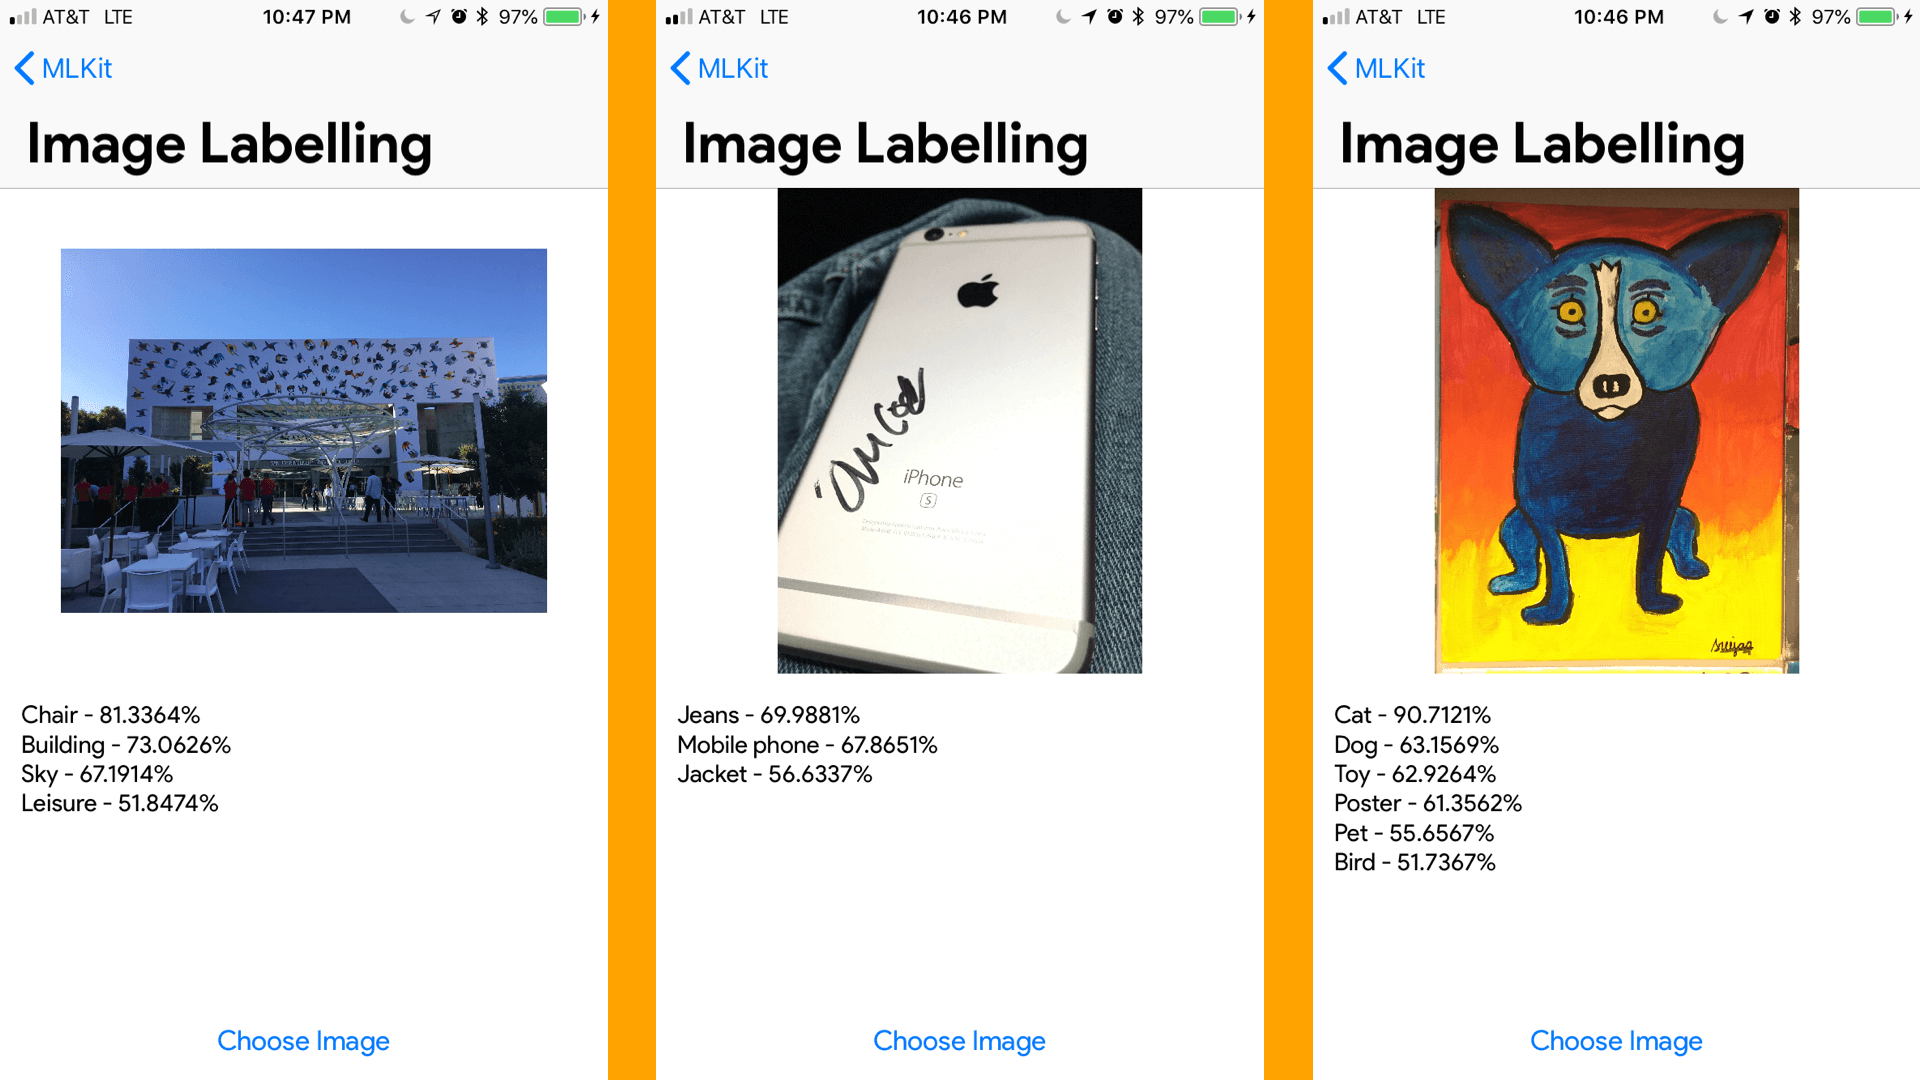 AT&T LTE 10:47 PM 97%
MLKit
Image Labelling
Chair - 81.3364%
Building - 73.0626%
Sky - 67.1914%
Leisure - 51.8474%
Choose Image
AT&T LTE 10:46 PM 97%
MLKit
Image Labelling
iPhone
S
Jeans - 69.9881%
Mobile phone - 67.8651%
Jacket - 56.6337%
Choose Image
AT&T LTE 10:46 PM 97%
MLKit
Image Labelling
Cat - 90.7121%
Dog - 63.1569%
Toy - 62.9264%
Poster - 61.3562%
Pet - 55.6567%
Bird - 51.7367%
Choose Image